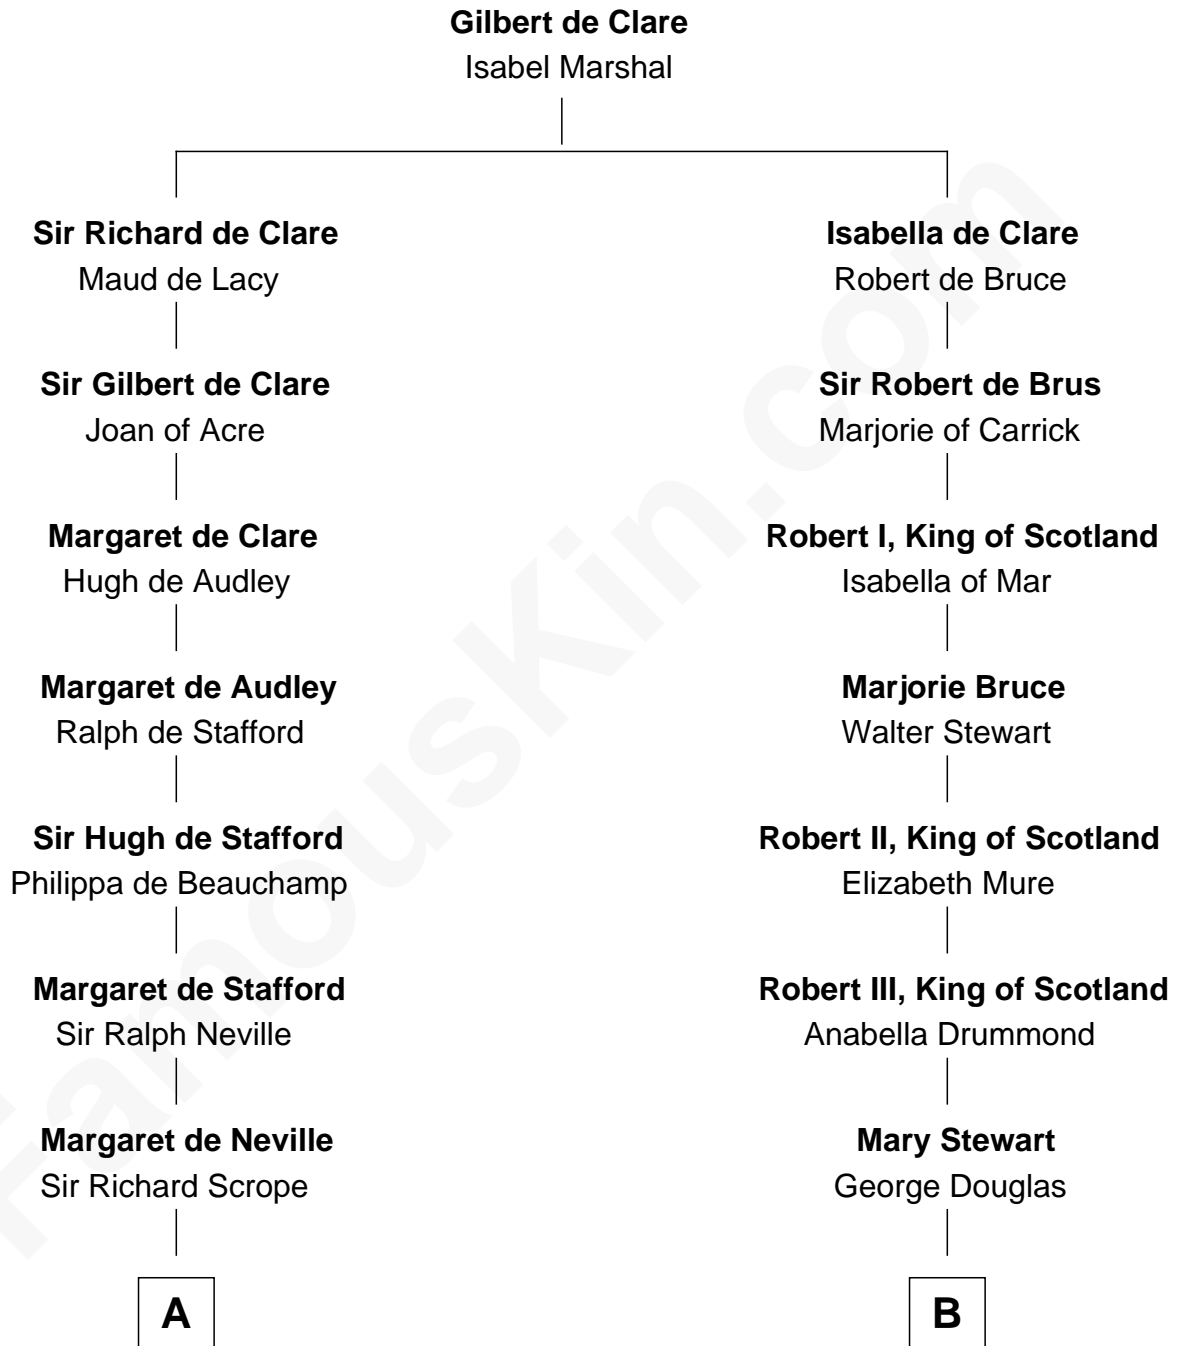 Gilbert de Clare
Isabel Marshal
Sir Richard de Clare
Maud de Lacy
Isabella de Clare
Robert de Bruce
Sir Gilbert de Clare
Joan of Acre
Sir Robert de Brus
Marjorie of Carrick
Margaret de Clare
Hugh de Audley
Robert I, King of Scotland
Isabella of Mar
Margaret de Audley
Ralph de Stafford
Marjorie Bruce
Walter Stewart
Sir Hugh de Stafford
Philippa de Beauchamp
Robert II, King of Scotland
Elizabeth Mure
Margaret de Stafford
Sir Ralph Neville
Robert III, King of Scotland
Anabella Drummond
Margaret de Neville
Sir Richard Scrope
Mary Stewart
George Douglas
A
B
FamousKin.com